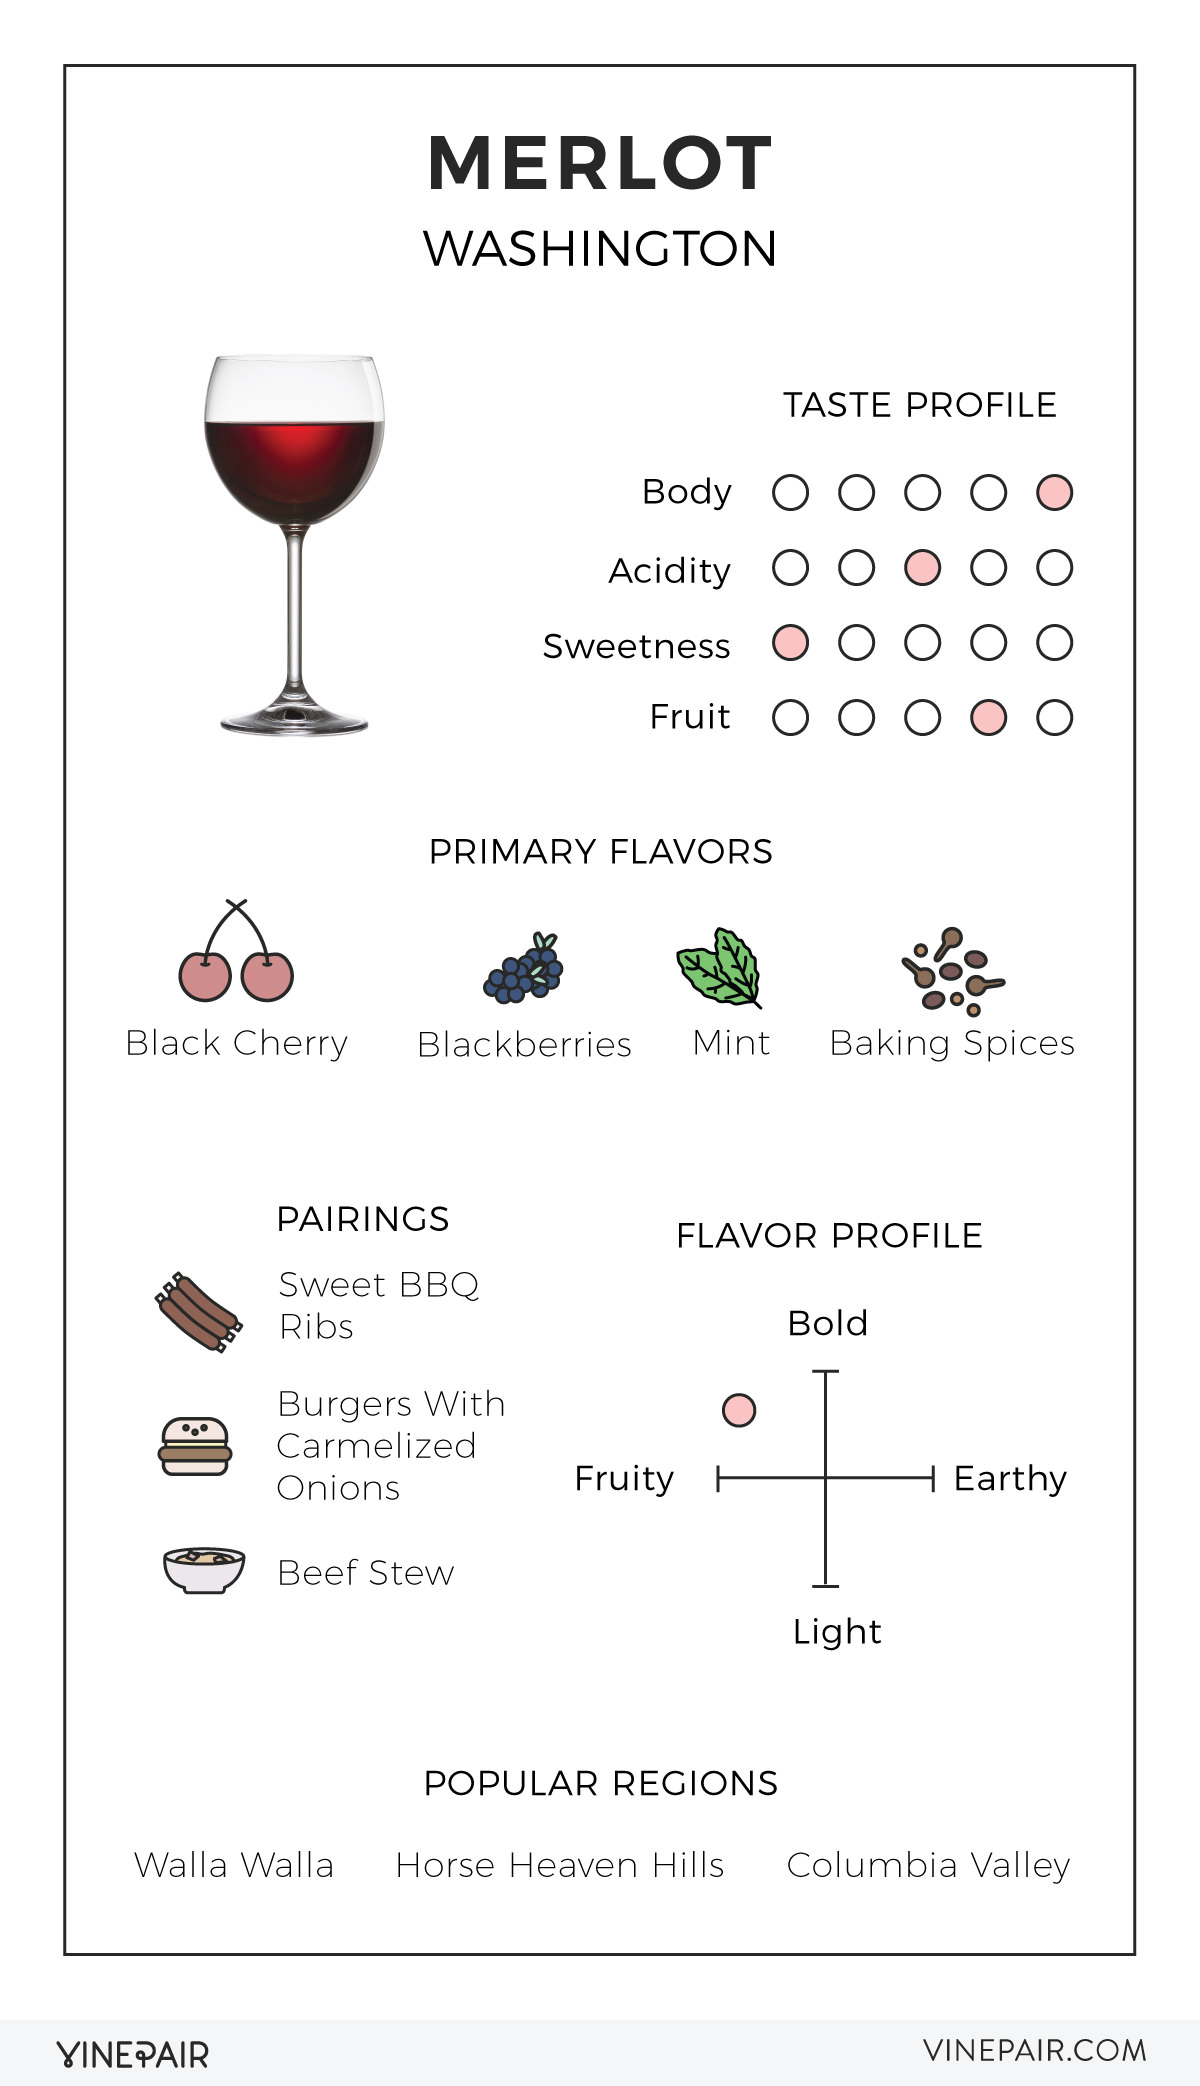 MERLOT
WASHINGTON
TASTE PROFILE
Body
Acidity
Sweetness
Fruit
PRIMARY FLAVORS
Black Cherry
Blackberries
Mint
Baking Spices
PAIRINGS
Sweet BBQ
Ribs
Burgers With
Carmelized
Onions
Beef Stew
FLAVOR PROFILE
Bold
Fruity
Earthy
Light
POPULAR REGIONS
Walla Walla
Horse Heaven Hills
Columbia Valley
VINEPAIR
VINEPAIR.COM